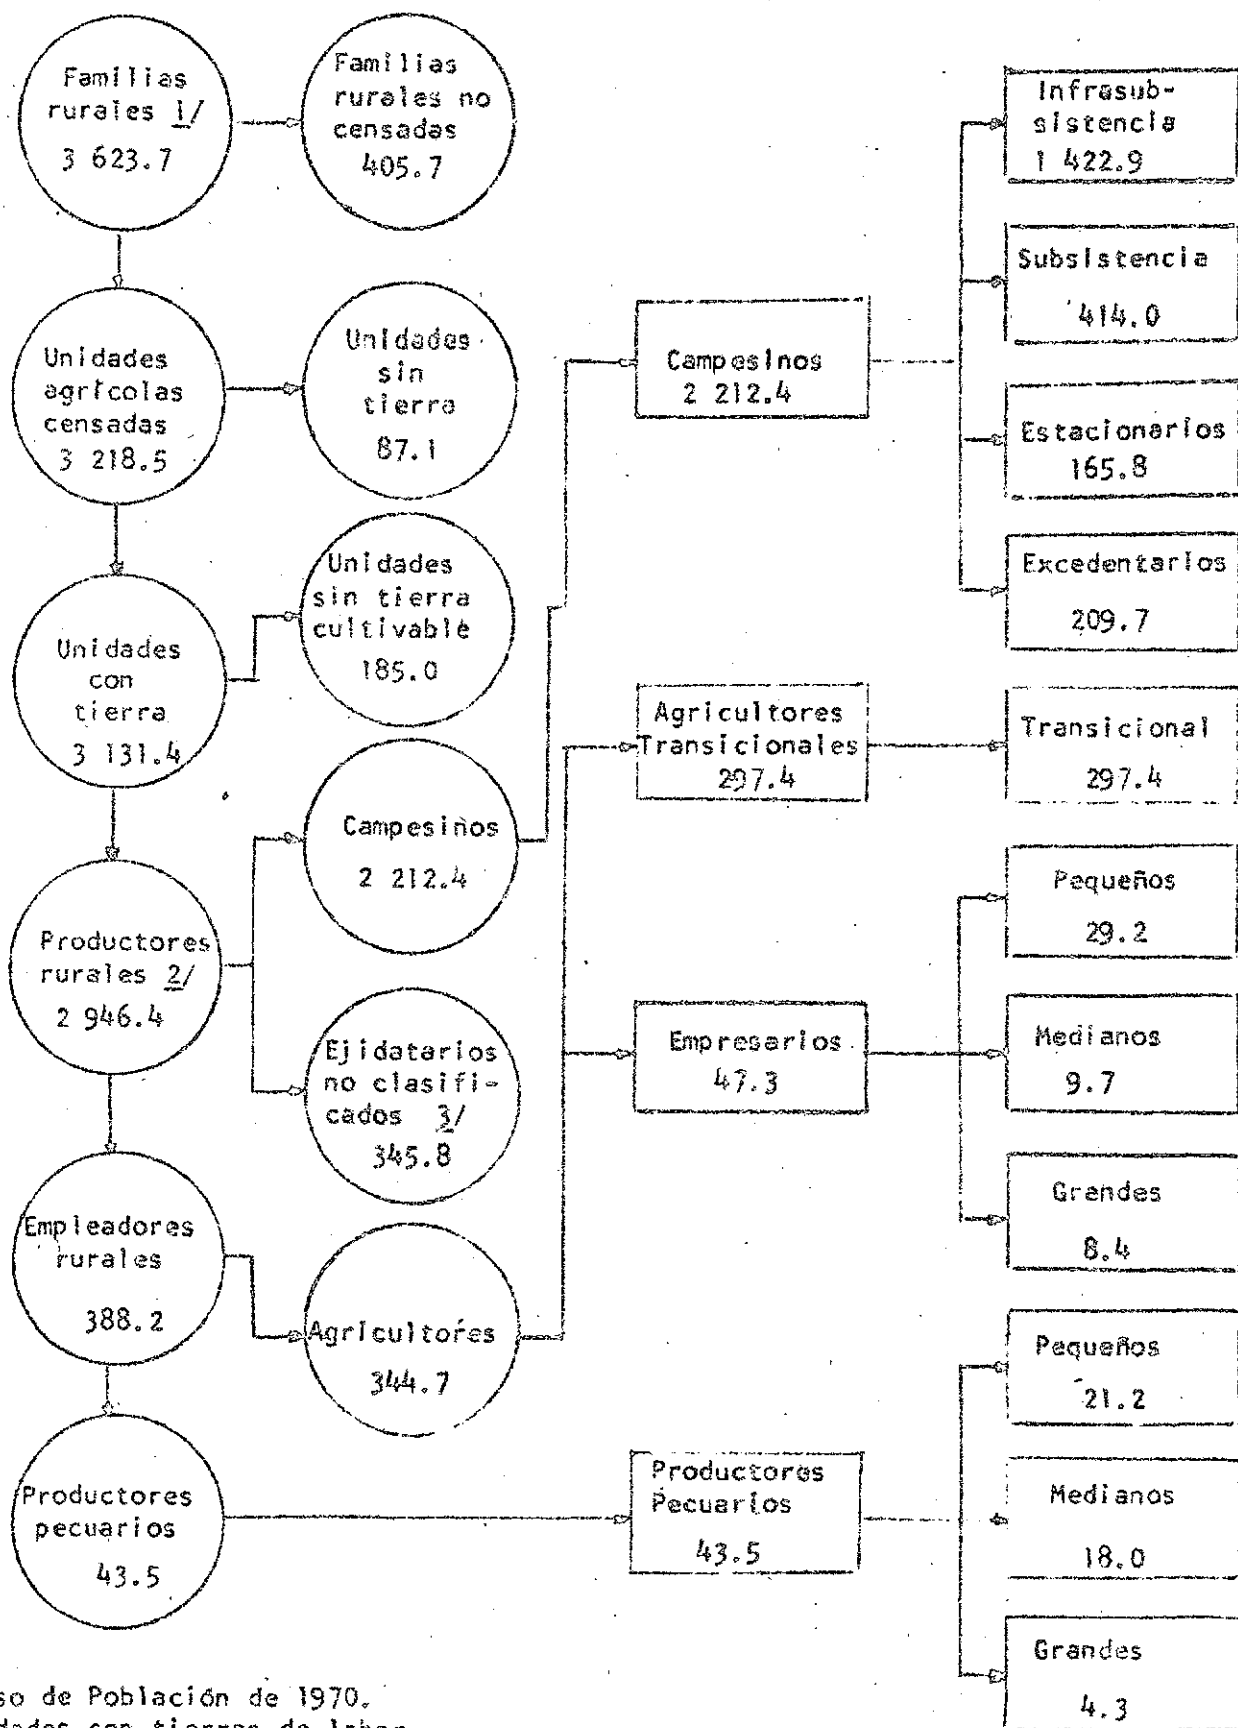 Familias
rurales 1/
3 623.7
Familias
rurales no
censadas
405.7
Unidades
agrícolas
censadas
3 218.5
Unidades
sin
tierra
87.1
Unidades
con
tierra
3 131.4
Unidades
sin tierra
cultivable
185.0
Productores
rurales 2/
2 946.4
Campesinos
2 212.4
Ejidatarios
no clasifi-
cados 3/
345.8
Empleadores
rurales
388.2
Agricultores
344.7
Productores
pecuarios
43.5
Campesinos
2 212.4
Agricultores
Transicionales
297.4
Empresarios
47.3
Productores
Pecuarios
43.5
Infrasub-
sistencia
1 422.9
Subsistencia
414.0
Estacionarios
165.8
Excedentarios
209.7
Transicional
297.4
Pequeños
29.2
Medianos
9.7
Grandes
8.4
Pequeños
21.2
Medianos
18.0
Grandes
4.3
so de Población de 1970.